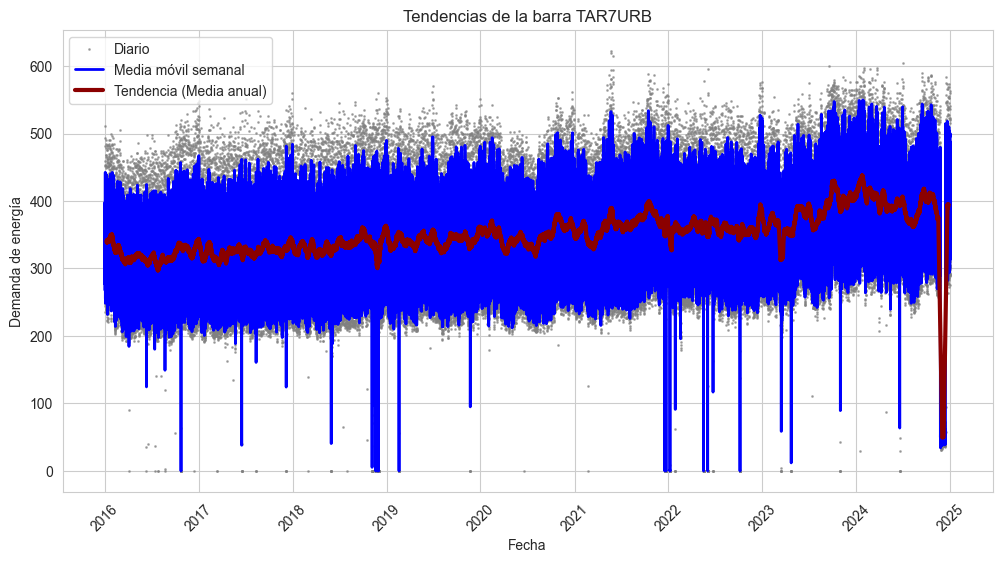 Tendencias de la barra TAR7URB
Diario
Media móvil semanal
Tendencia (Media anual)
Demanda de energía
600
500
400
300
200
100
0
2016
2017
2018
2019
2020
2021
2022
2023
2024
2025
Fecha